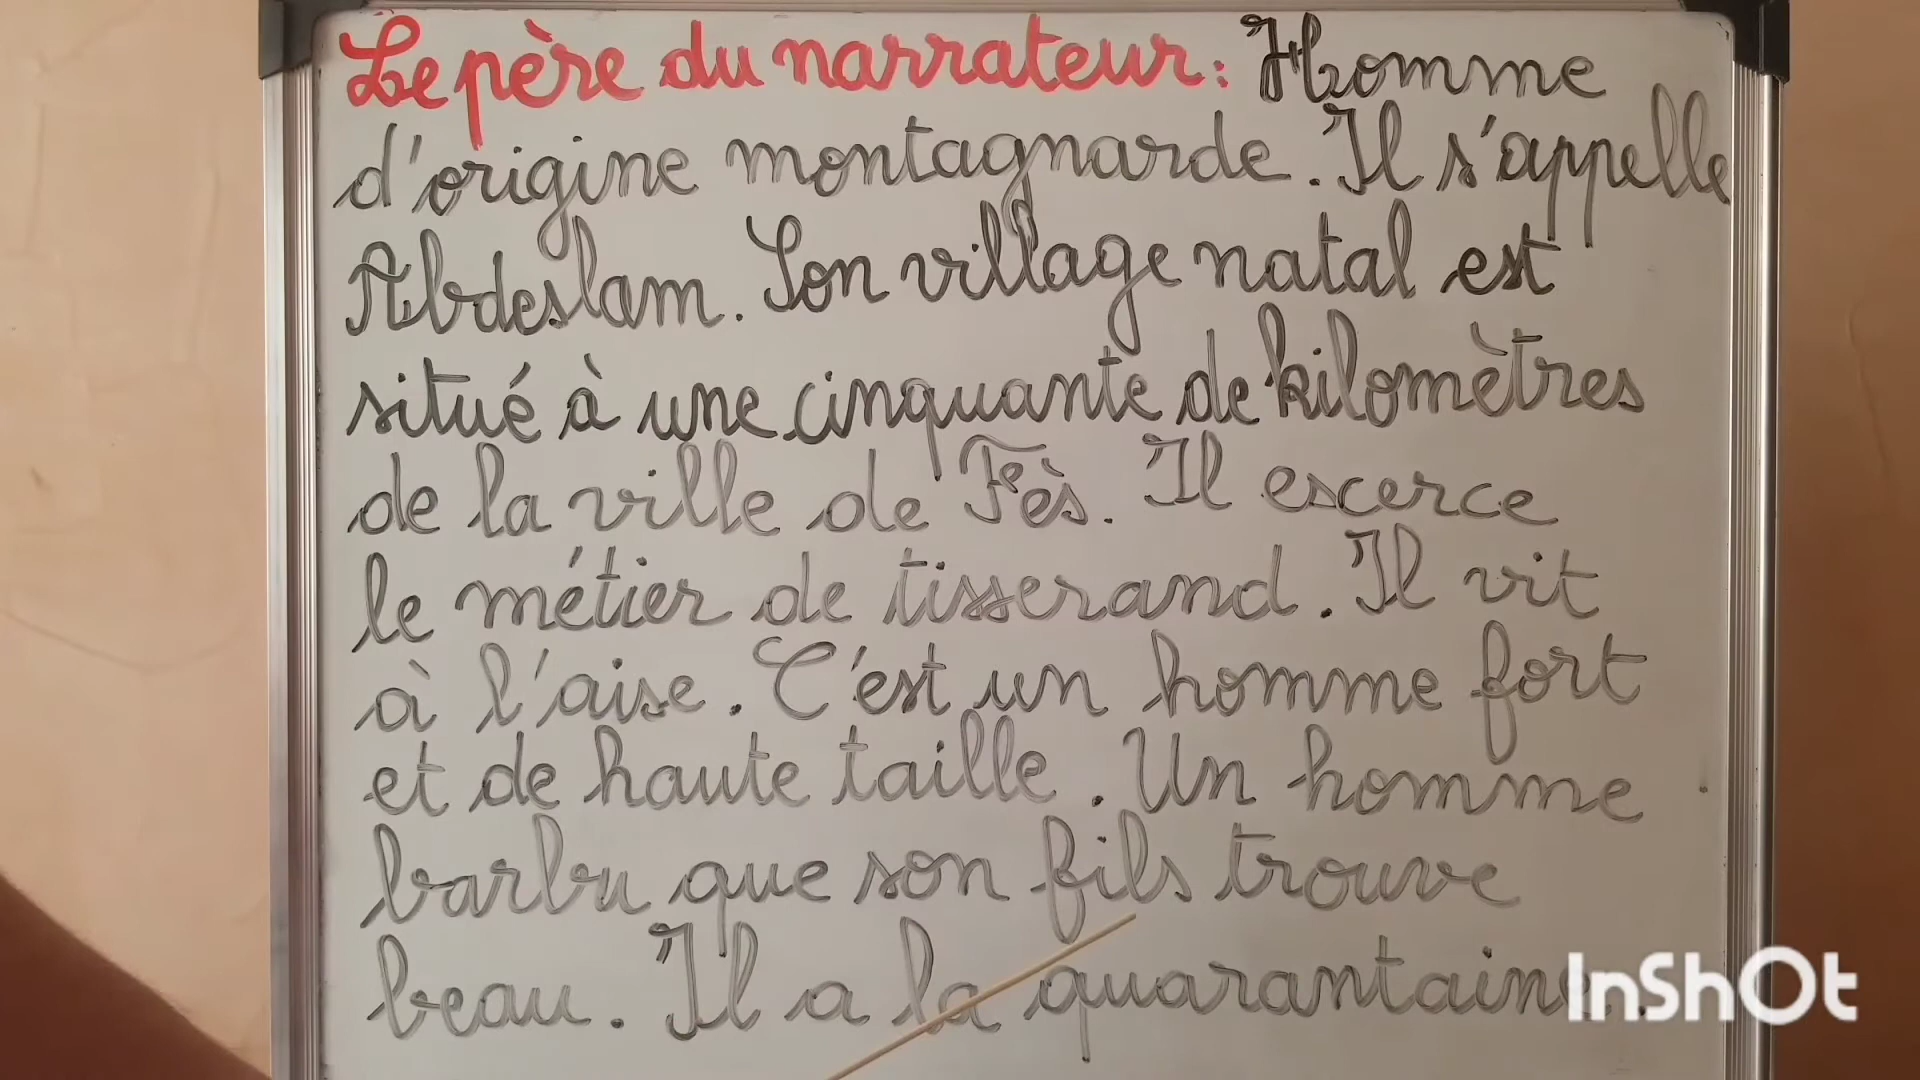 Le père du narrateur: Homme
d'origine montagnarde. Il s'appelle
Abdeslam. Son village natal est
situé à une cinquante de kilomètres
de la ville de Fès. Il escerce
le métier de tisserand. Il vit
à l'aise. C'est un homme fort
et de haute taille. Un homme
barbu que son fils trouve
beau. Il a la quarantaine.
InShOt